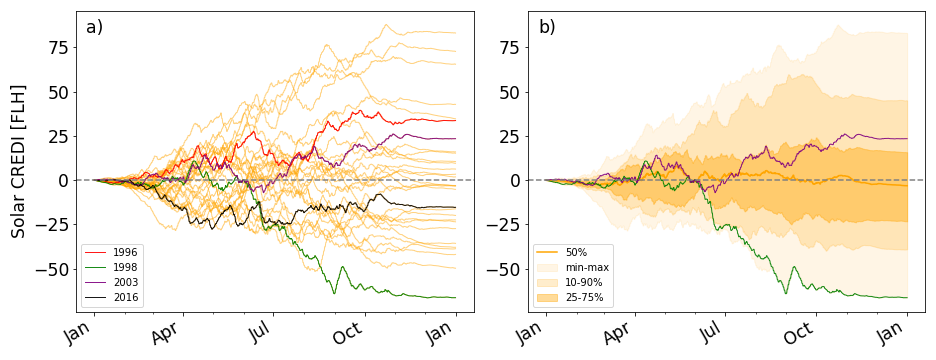 a)
Solar CREDI [FLH]
75
50
25
0
−25
−50
Jan
Apr
Jul
Oct
Jan
1996
1998
2003
2016
b)
75
50
25
0
−25
−50
Jan
Apr
Jul
Oct
Jan
50%
min-max
10-90%
25-75%